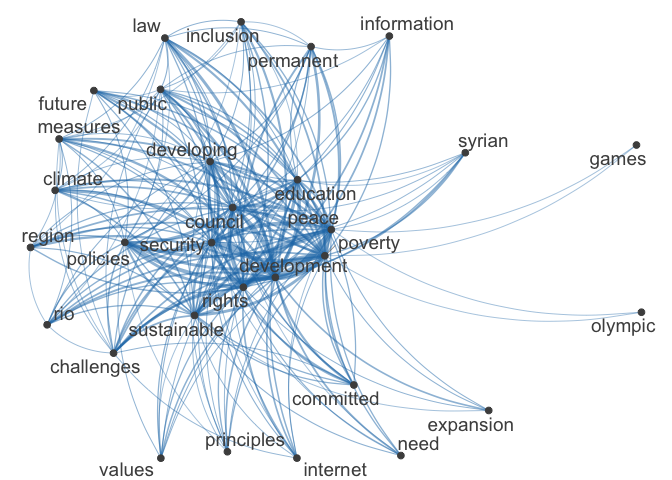 information
law
inclusion
permanent
future
public
measures
syrian
developing
games
climate
education
council
peace
region
security
poverty
policies
development
rights
rio
sustainable
olympic
challenges
committed
expansion
principles
need
values
internet